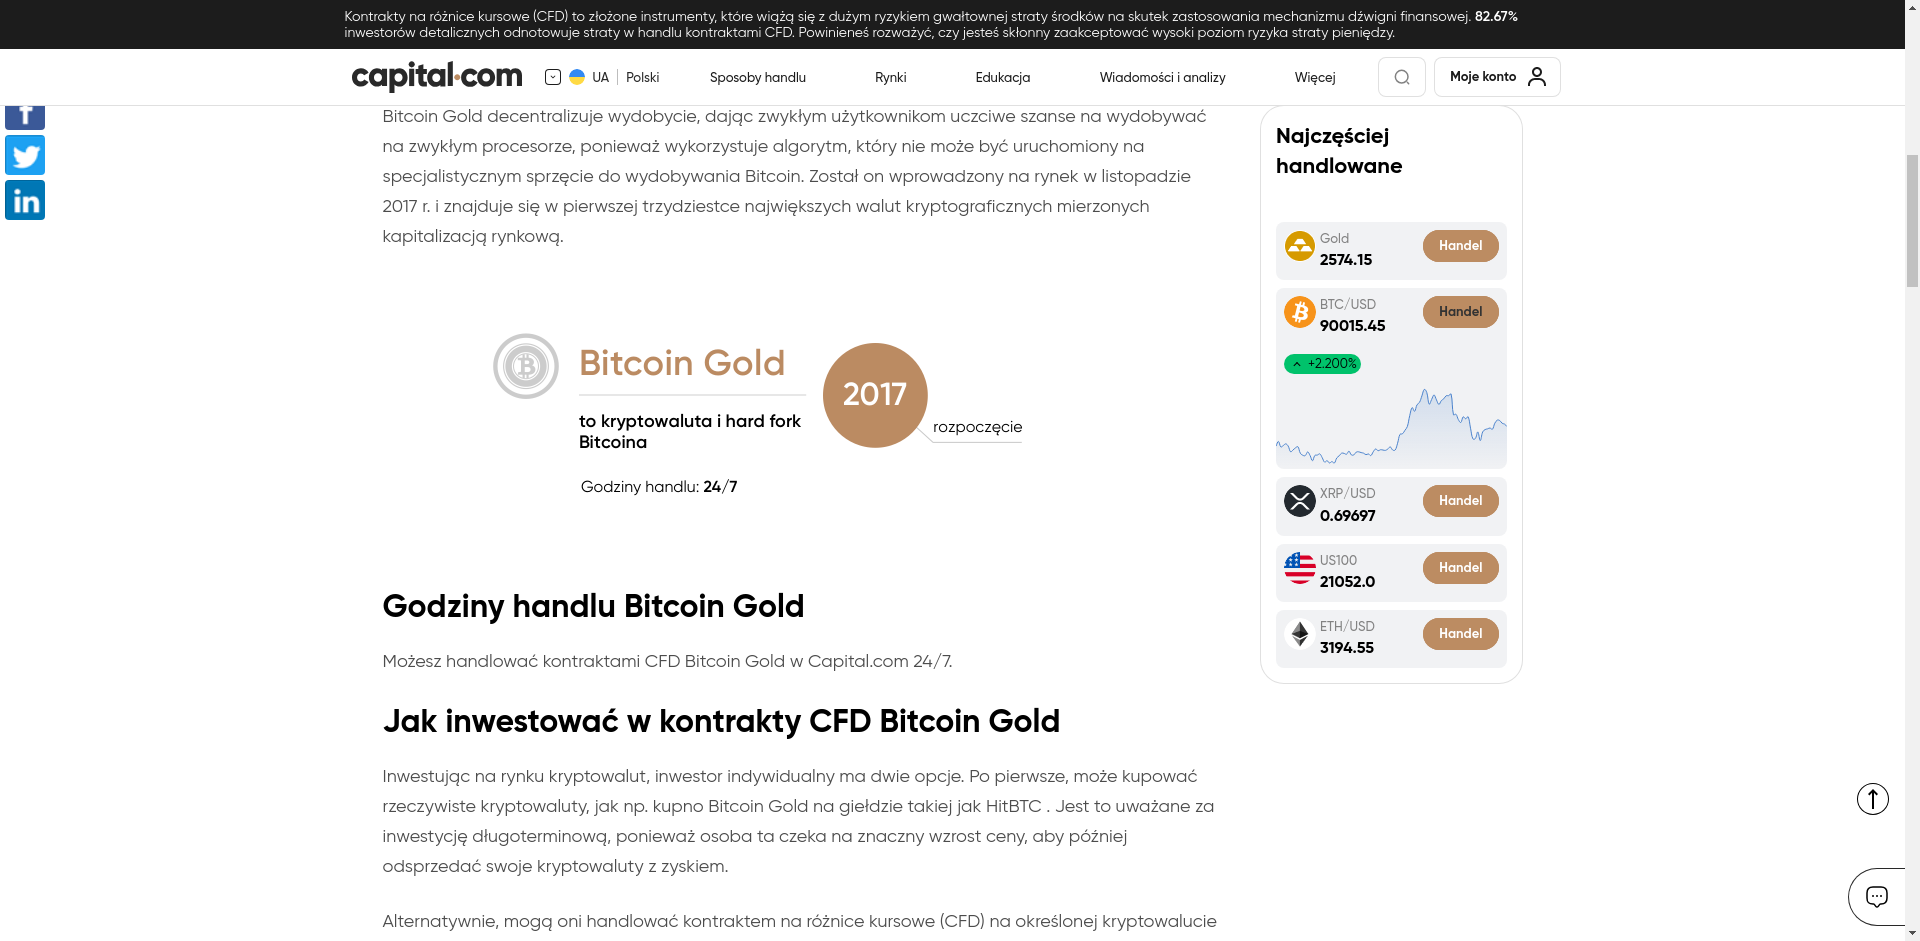 Kontrakty na różnice kursowe (CFD) to złożone instrumenty, które wiążą się z dużym ryzykiem gwałtownej straty środków na skutek zastosowania mechanizmu dźwigni finansowej. 82.67%
inwestorów detalicznych odnotowuje straty w handlu kontraktami CFD. Powinieneś rozważyć, czy jesteś skłonny zaakceptować wysoki poziom ryzyka straty pieniędzy.
capital.com
UA
Polski
Sposoby handlu
Rynki
Edukacja
Wiadomości i analizy
Więcej
Moje konto
Bitcoin Gold decentralizuje wydobycie, dając zwykłym użytkownikom uczciwe szanse na wydobywać
na zwykłym procesorze, ponieważ wykorzystuje algorytm, który nie może być uruchomiony na
specjalistycznym sprzęcie do wydobywania Bitcoin. Został on wprowadzony na rynek w listopadzie
2017 r. i znajduje się w pierwszej trzydziestce największych walut kryptograficznych mierzonych
kapitalizacją rynkową.
Bitcoin Gold
to kryptowaluta i hard fork
Bitcoina
Godziny handlu: 24/7
2017
rozpoczęcie
Godziny handlu Bitcoin Gold
Możesz handlować kontraktami CFD Bitcoin Gold w Capital.com 24/7.
Jak inwestować w kontrakty CFD Bitcoin Gold
Inwestując na rynku kryptowalut, inwestor indywidualny ma dwie opcje. Po pierwsze, może kupować
rzeczywiste kryptowaluty, jak np. kupno Bitcoin Gold na giełdzie takiej jak HitBTC . Jest to uważane za
inwestycję długoterminową, ponieważ osoba ta czeka na znaczny wzrost ceny, aby później
odsprzedać swoje kryptowaluty z zyskiem.
Alternatywnie, mogą oni handlować kontraktem na różnice kursowe (CFD) na określonej kryptowalucie
Najczęściej
handlowane
Gold
2574.15
Handel
BTC/USD
90015.45
Handel
+2.200%
XRP/USD
0.69697
Handel
US100
21052.0
Handel
ETH/USD
3194.55
Handel